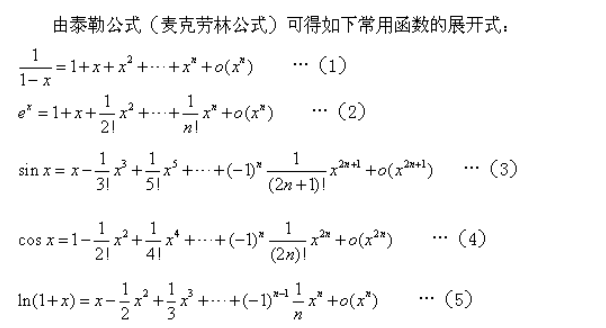 由泰勒公式（麦克劳林公式）可得如下常用函数的展开式：
\frac{1}{1-x}=1+x+x^2+\cdots+x^n+o(x^n) …（1）
e^x=1+x+\frac{1}{2!}x^2+\cdots+\frac{1}{n!}x^n+o(x^n) …（2）
\sin x=x-\frac{1}{3!}x^3+\frac{1}{5!}x^5+\cdots+(-1)^n\frac{1}{(2n+1)!}x^{2n+1}+o(x^{2n+1}) …（3）
\cos x=1-\frac{1}{2!}x^2+\frac{1}{4!}x^4+\cdots+(-1)^n\frac{1}{(2n)!}x^{2n}+o(x^{2n}) …（4）
\ln(1+x)=x-\frac{1}{2}x^2+\frac{1}{3}x^3+\cdots+(-1)^{n-1}\frac{1}{n}x^n+o(x^n) …（5）